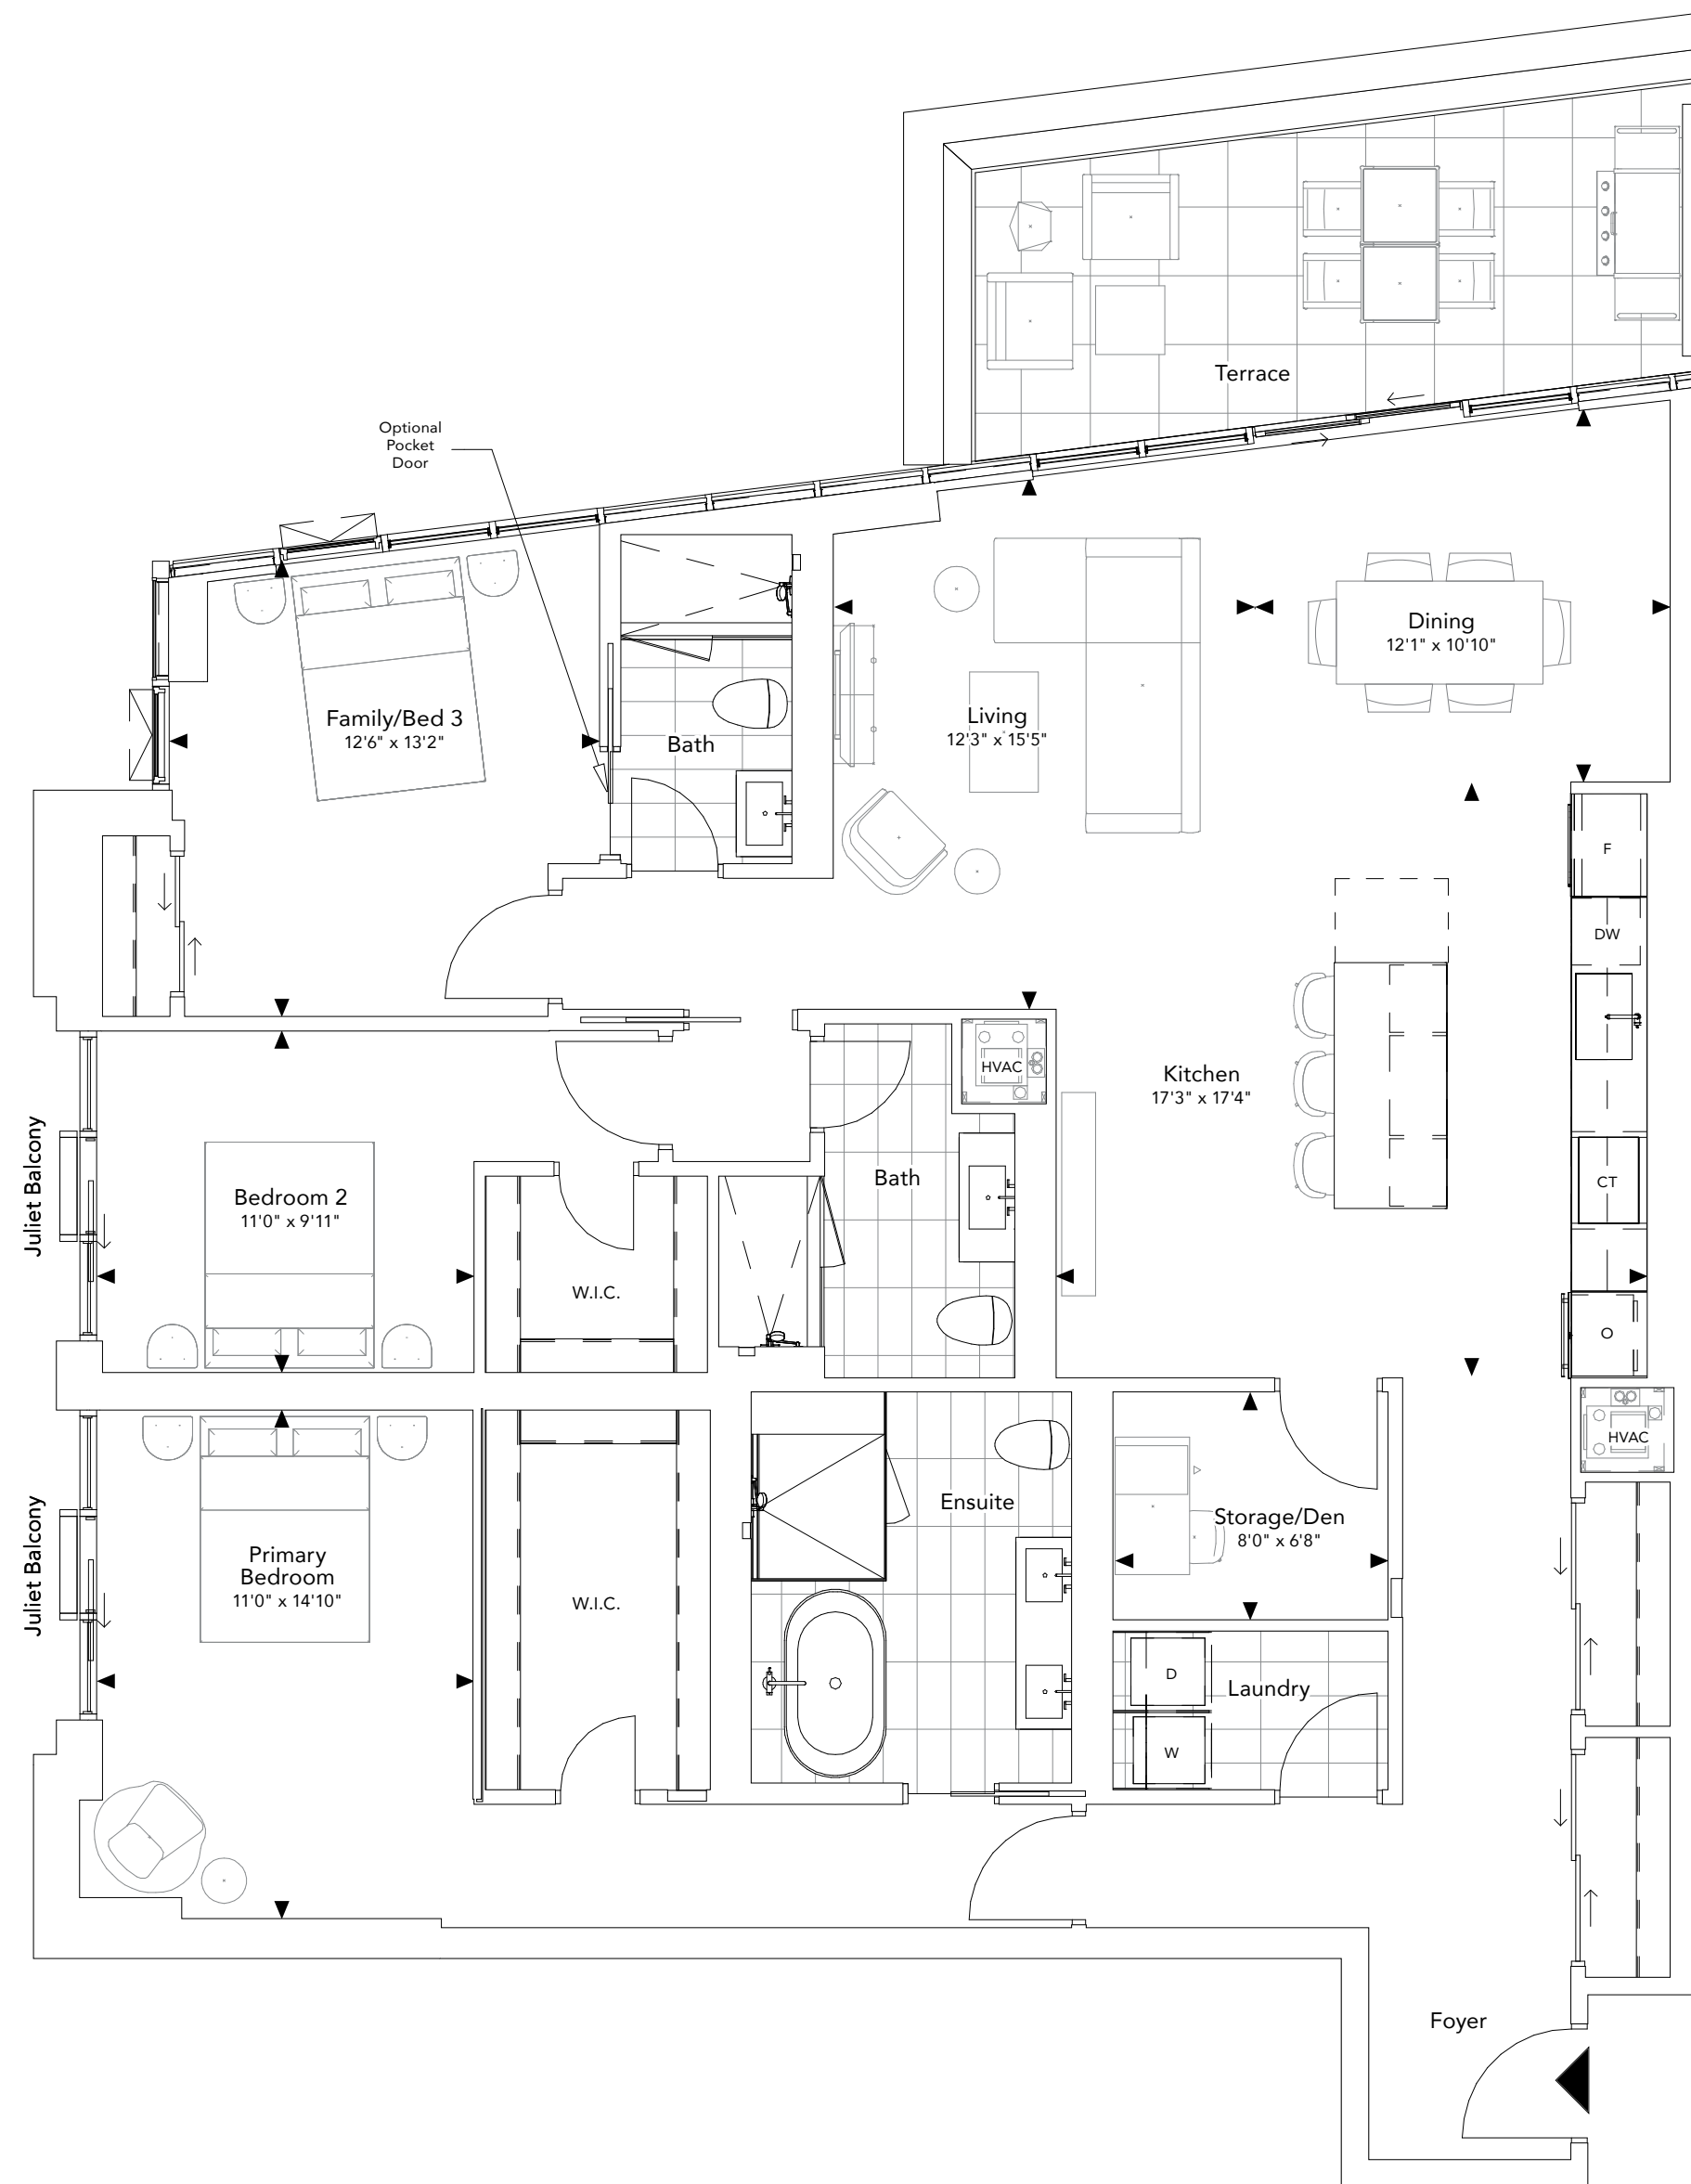 Terrace
Optional
Pocket
Door
Dining
12'1" x 10'10"
Family/Bed 3
12'6" x 13'2"
Living
12'3" x 15'5"
Bath
F
DW
HVAC
Kitchen
17'3" x 17'4"
Juliet Balcony
Bedroom 2
11'0" x 9'11"
Bath
CT
W.I.C.
O
HVAC
Ensuite
Storage/Den
8'0" x 6'8"
Juliet Balcony
Primary
Bedroom
11'0" x 14'10"
W.I.C.
D
Laundry
W
Foyer